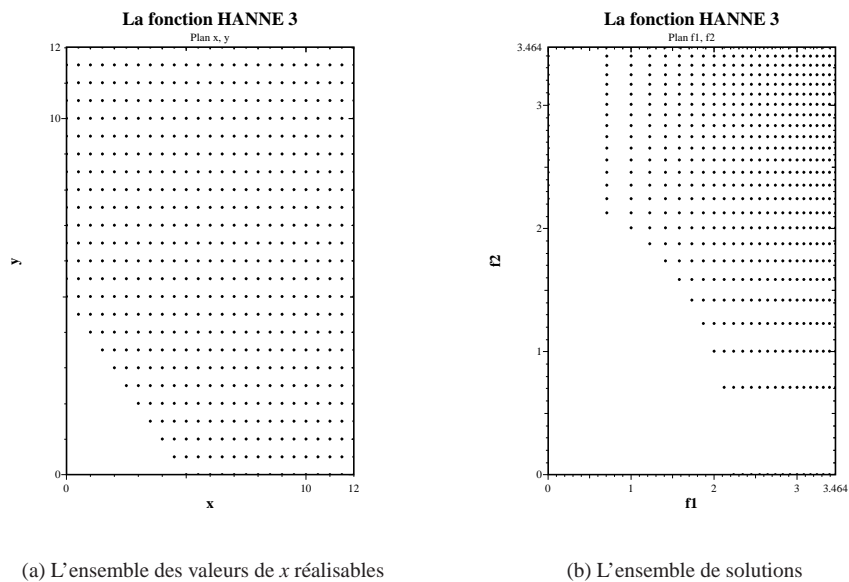 La fonction HANNE 3
Plan x, y
12
10
y
0
0
10
12
x
(a) L'ensemble des valeurs de x réalisables
La fonction HANNE 3
Plan f1, f2
3.464
3
2
f2
1
0
0
1
2
3
3.464
f1
(b) L'ensemble de solutions